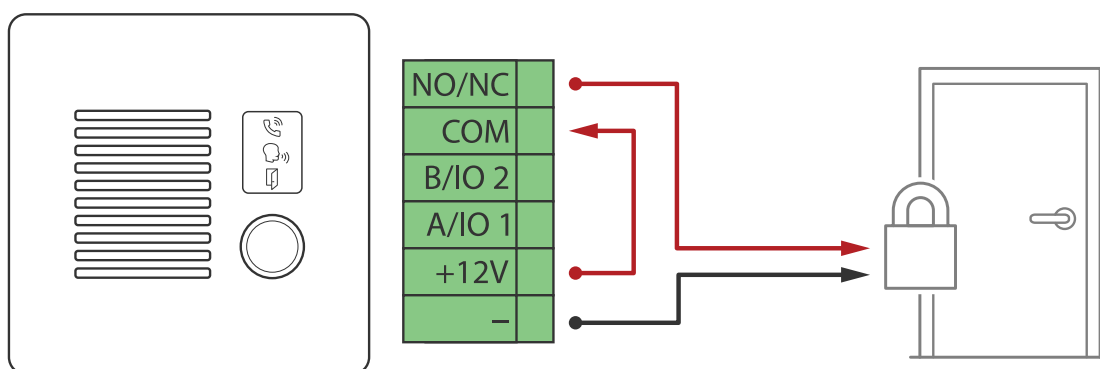 NO/NC
COM
B/IO 2
A/IO 1
+12V
–